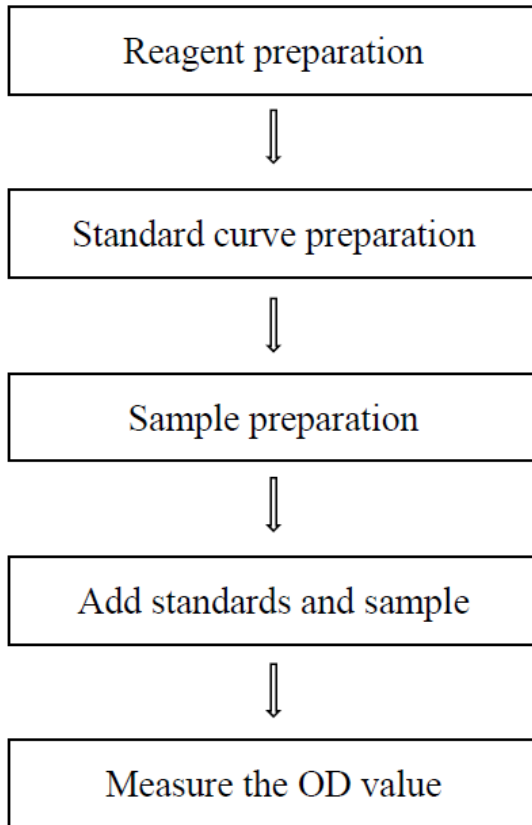 Reagent preparation
Standard curve preparation
Sample preparation
Add standards and sample
Measure the OD value